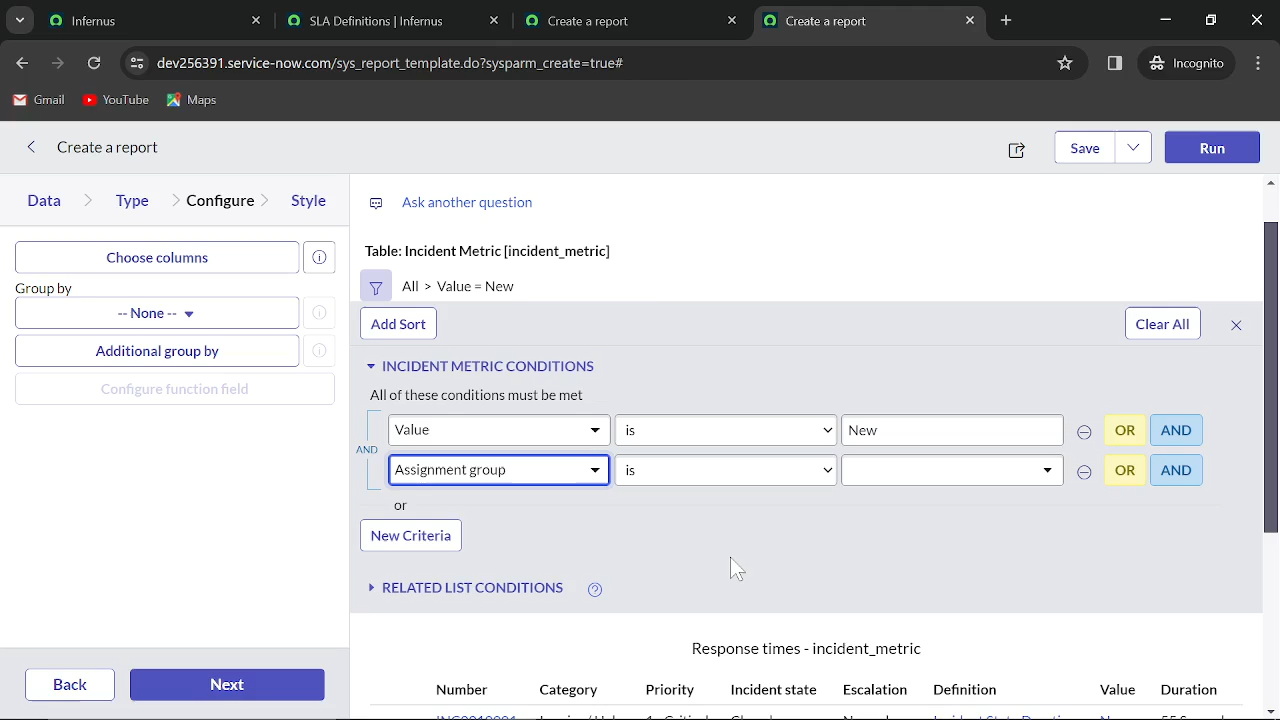 Infernus
SLA Definitions | Infernus
Create a report
Create a report
dev256391.service-now.com/sys_report_template.do?sysparm_create=true#
Incognito
Gmail
YouTube
Maps
Create a report
Save
Run
Data
Type
Configure
Style
Choose columns
Group by
-- None --
Additional group by
Configure function field
Back
Next
Ask another question
Table: Incident Metric [incident_metric]
All > Value = New
Add Sort
Clear All
INCIDENT METRIC CONDITIONS
All of these conditions must be met
AND
Value is New OR AND
Assignment group is OR AND
or
New Criteria
RELATED LIST CONDITIONS
Response times - incident_metric
Number Category Priority Incident state Escalation Definition Value Duration